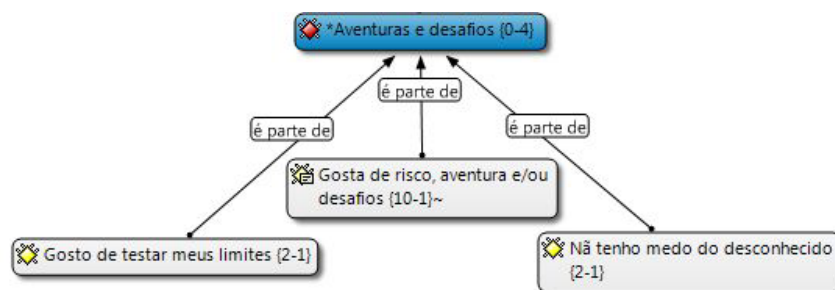 *Aventuras e desafios {0-4}
é parte de
é parte de
é parte de
Gosta de risco, aventura e/ou
desafios {10-1}~
Gosto de testar meus limites {2-1}
Nã tenho medo do desconhecido
{2-1}